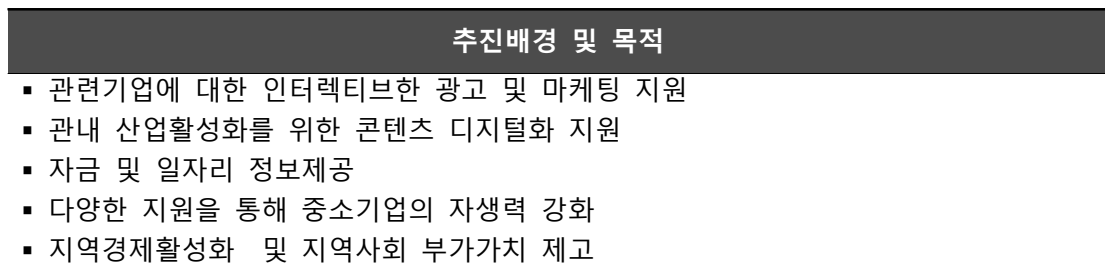 추진배경 및 목적
▪ 관련기업에 대한 인터렉티브한 광고 및 마케팅 지원
▪ 관내 산업활성화를 위한 콘텐츠 디지털화 지원
▪ 자금 및 일자리 정보제공
▪ 다양한 지원을 통해 중소기업의 자생력 강화
▪ 지역경제활성화 및 지역사회 부가가치 제고